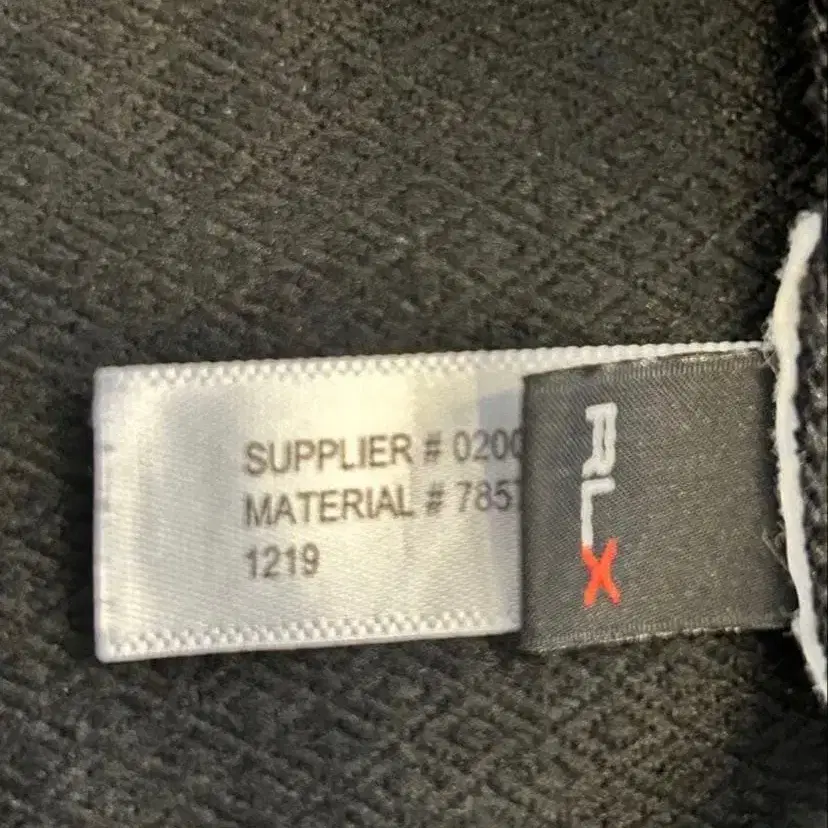 SUPPLIER # 0200
MATERIAL # 785
1219
RLX